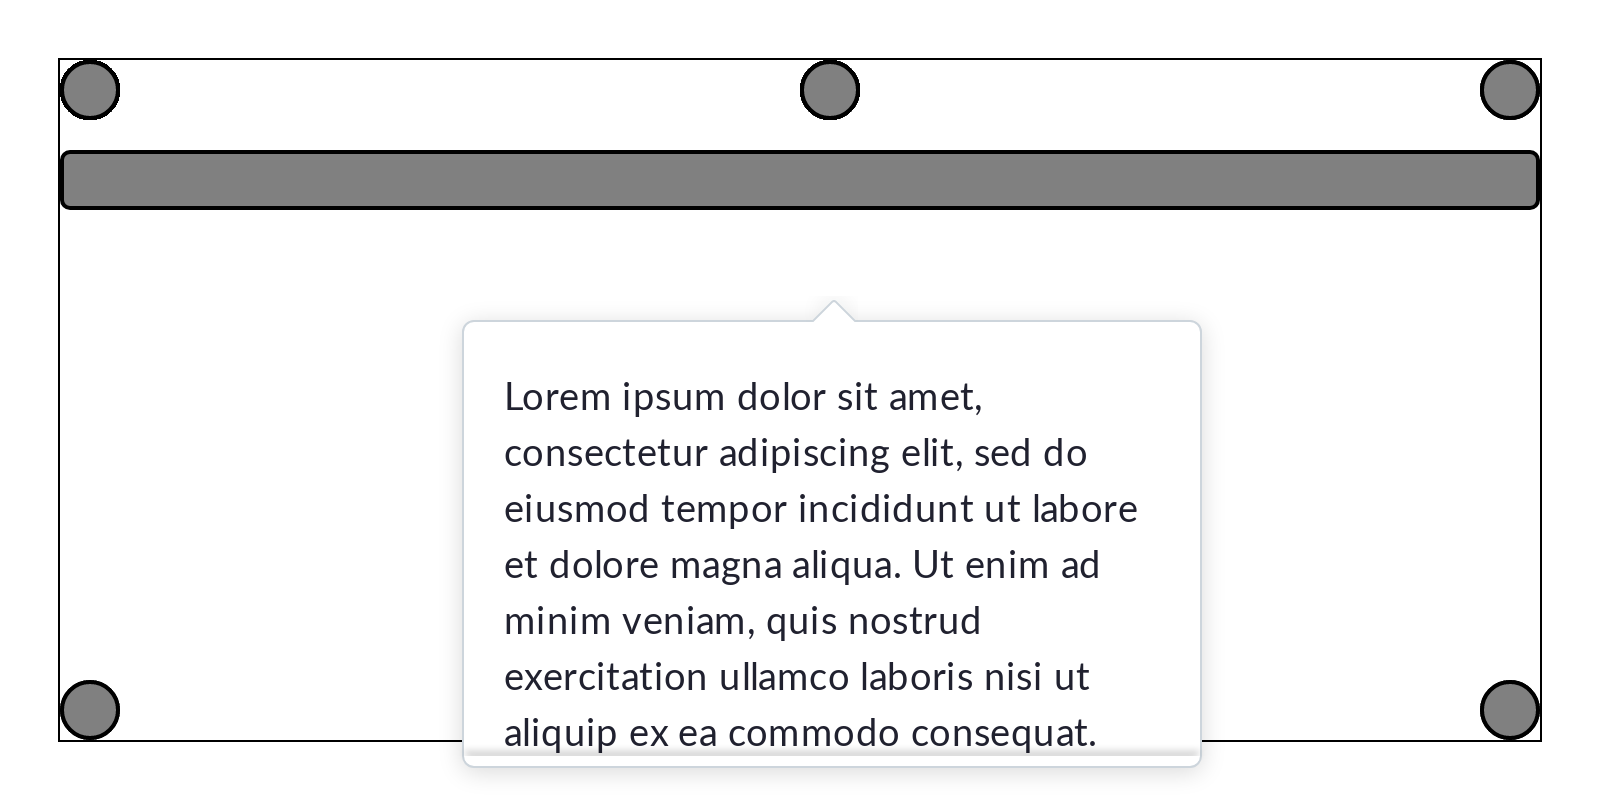 Lorem ipsum dolor sit amet,
consectetur adipiscing elit, sed do
eiusmod tempor incididunt ut labore
et dolore magna aliqua. Ut enim ad
minim veniam, quis nostrud
exercitation ullamco laboris nisi ut
aliquip ex ea commodo consequat.